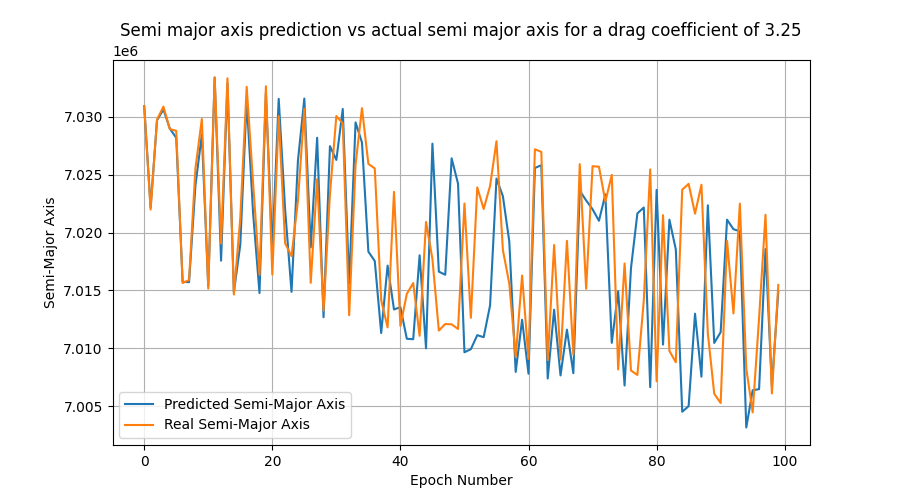 Semi major axis prediction vs actual semi major axis for a drag coefficient of 3.25
1e6
7.030
7.025
7.020
7.015
7.010
7.005
Semi-Major Axis
Predicted Semi-Major Axis
Real Semi-Major Axis
0 20 40 60 80 100
Epoch Number